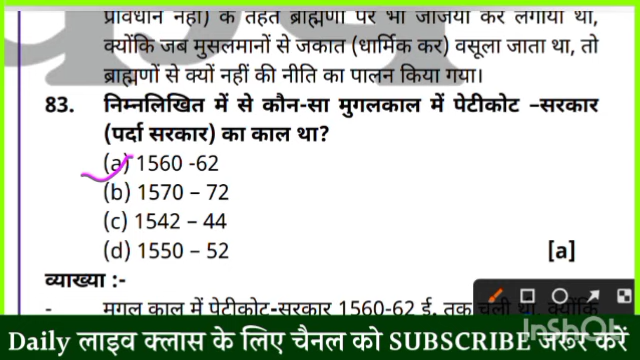 प्रावधान नहीं) के तहत ब्राह्मणों पर भी जजिया कर लगाया था,
क्योंकि जब मुसलमानों से जकात (धार्मिक कर) वसूला जाता था, तो
ब्राह्मणों से क्यों नहीं की नीति का पालन किया गया।
83. निम्नलिखित में से कौन-सा मुगलकाल में पेटीकोट –सरकार
(पर्दा सरकार) का काल था?
(a) 1560 -62
(b) 1570 – 72
(c) 1542 – 44
(d) 1550 – 52 [a]
व्याख्या :-
- मुगल काल में पेटीकोट-सरकार 1560-62 ई. तक चली थी, क्योंकि
InShOt
Daily लाइव क्लास के लिए चैनल को SUBSCRIBE जरूर करें